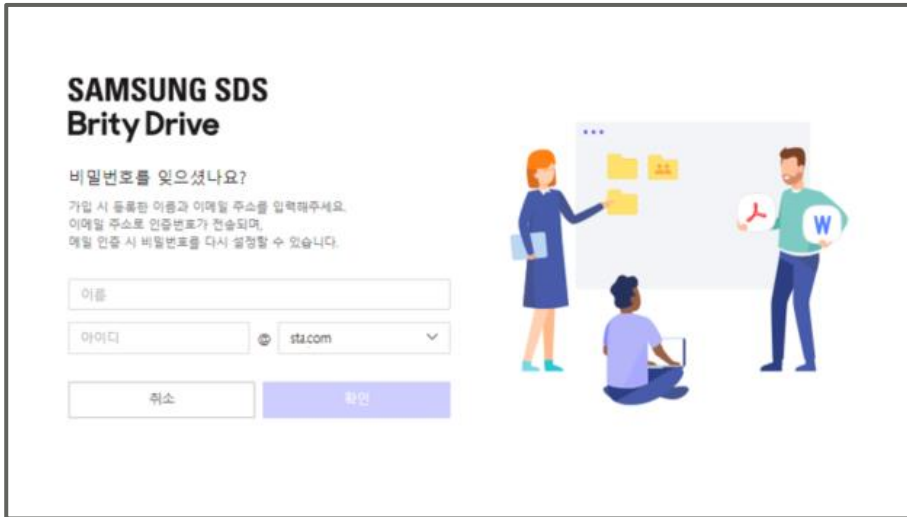 SAMSUNG SDS
Brity Drive
비밀번호를 잊으셨나요?
가입 시 등록한 이름과 이메일 주소를 입력해주세요.
이메일 주소로 인증번호가 전송되며,
메일 인증 시 비밀번호를 다시 설정할 수 있습니다.
이름
아이디 @ sta.com
취소 확인
W